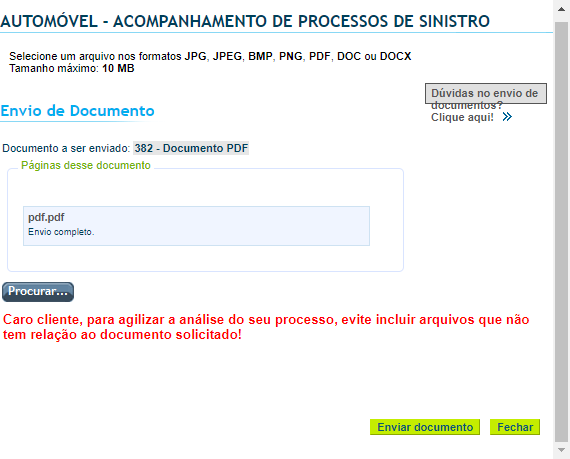 AUTOMÓVEL - ACOMPANHAMENTO DE PROCESSOS DE SINISTRO
Selecione um arquivo nos formatos JPG, JPEG, BMP, PNG, PDF, DOC ou DOCX
Tamanho máximo: 10 MB
Dúvidas no envio de
documentos?
Clique aqui! »
Envio de Documento
Documento a ser enviado: 382 - Documento PDF
Páginas desse documento
pdf.pdf
Envio completo.
Procurar...
Caro cliente, para agilizar a análise do seu processo, evite incluir arquivos que não
tem relação ao documento solicitado!
Enviar documento
Fechar